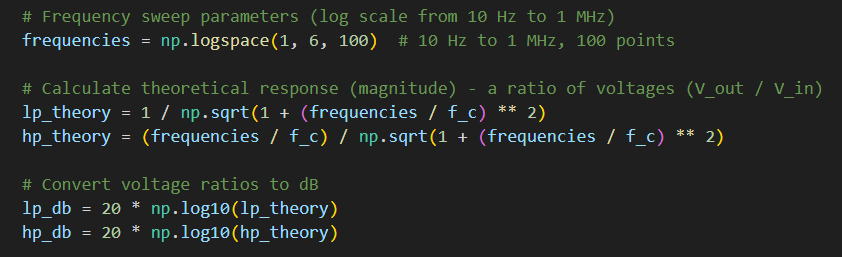 # Frequency sweep parameters (log scale from 10 Hz to 1 MHz)
frequencies = np.logspace(1, 6, 100)  # 10 Hz to 1 MHz, 100 points
# Calculate theoretical response (magnitude) - a ratio of voltages (V_out / V_in)
lp_theory = 1 / np.sqrt(1 + (frequencies / f_c) ** 2)
hp_theory = (frequencies / f_c) / np.sqrt(1 + (frequencies / f_c) ** 2)
# Convert voltage ratios to dB
lp_db = 20 * np.log10(lp_theory)
hp_db = 20 * np.log10(hp_theory)